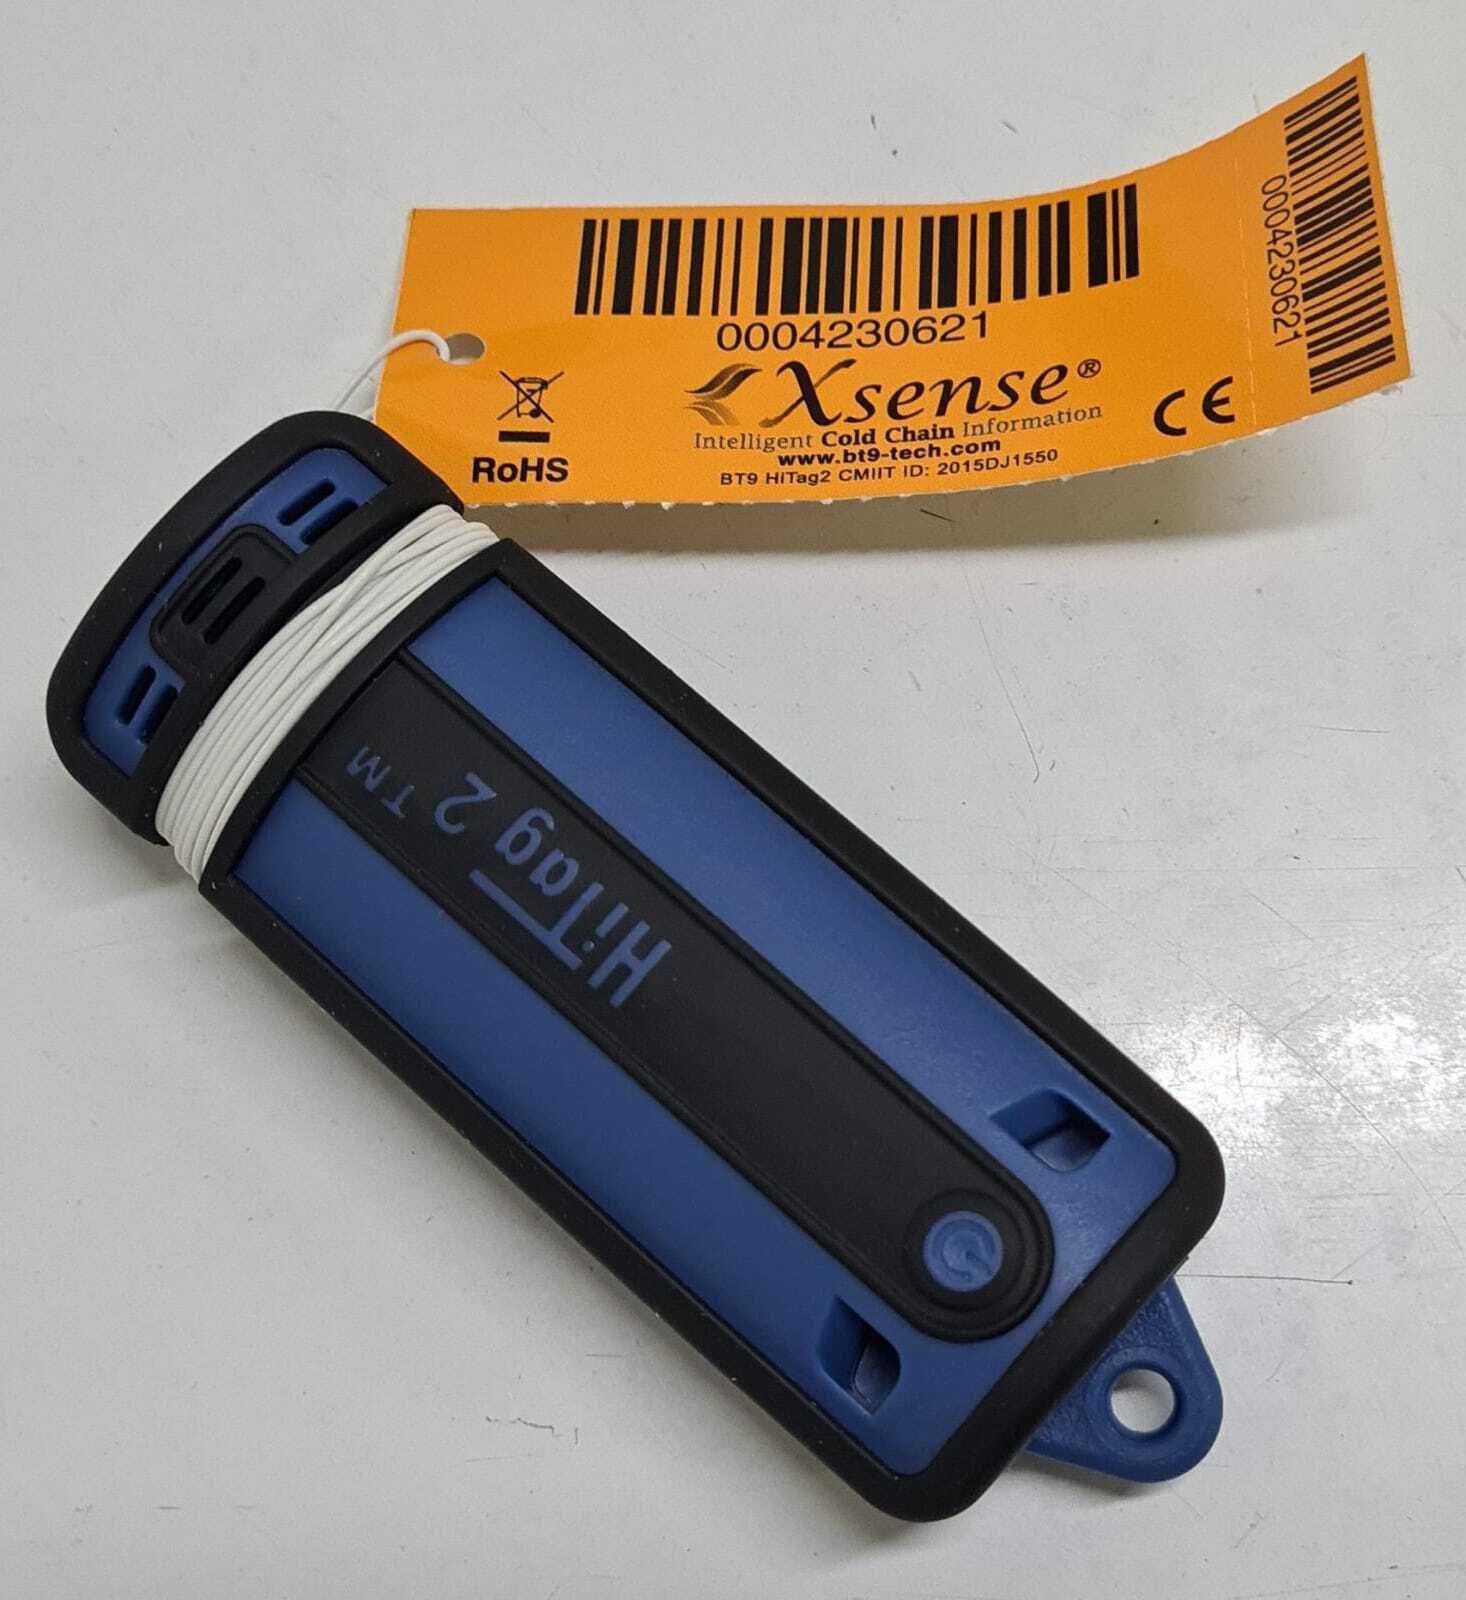 0004230621
0004230621
Xsense®
Intelligent Cold Chain Information
www.bt9-tech.com
BT9 HiTag2 CMIIT ID: 2015DJ1550
RoHS
CE
HiTag 2 ™